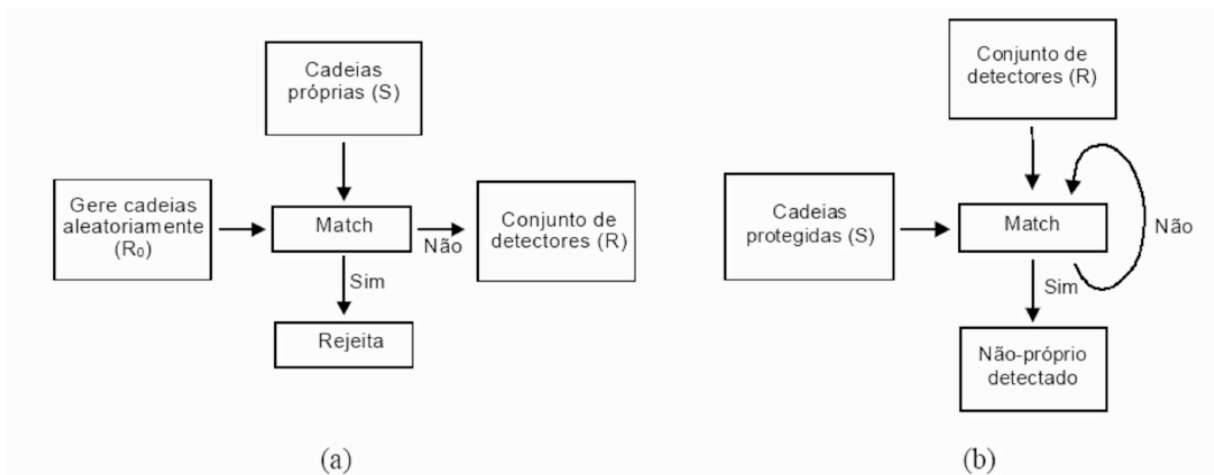 Cadeias
próprias (S)
Gere cadeias
aleatoriamente
(R₀)
Match
Não
Conjunto de
detectores (R)
Sim
Rejeita
(a)
Conjunto de
detectores (R)
Cadeias
protegidas (S)
Match
Não
Sim
Não-próprio
detectado
(b)